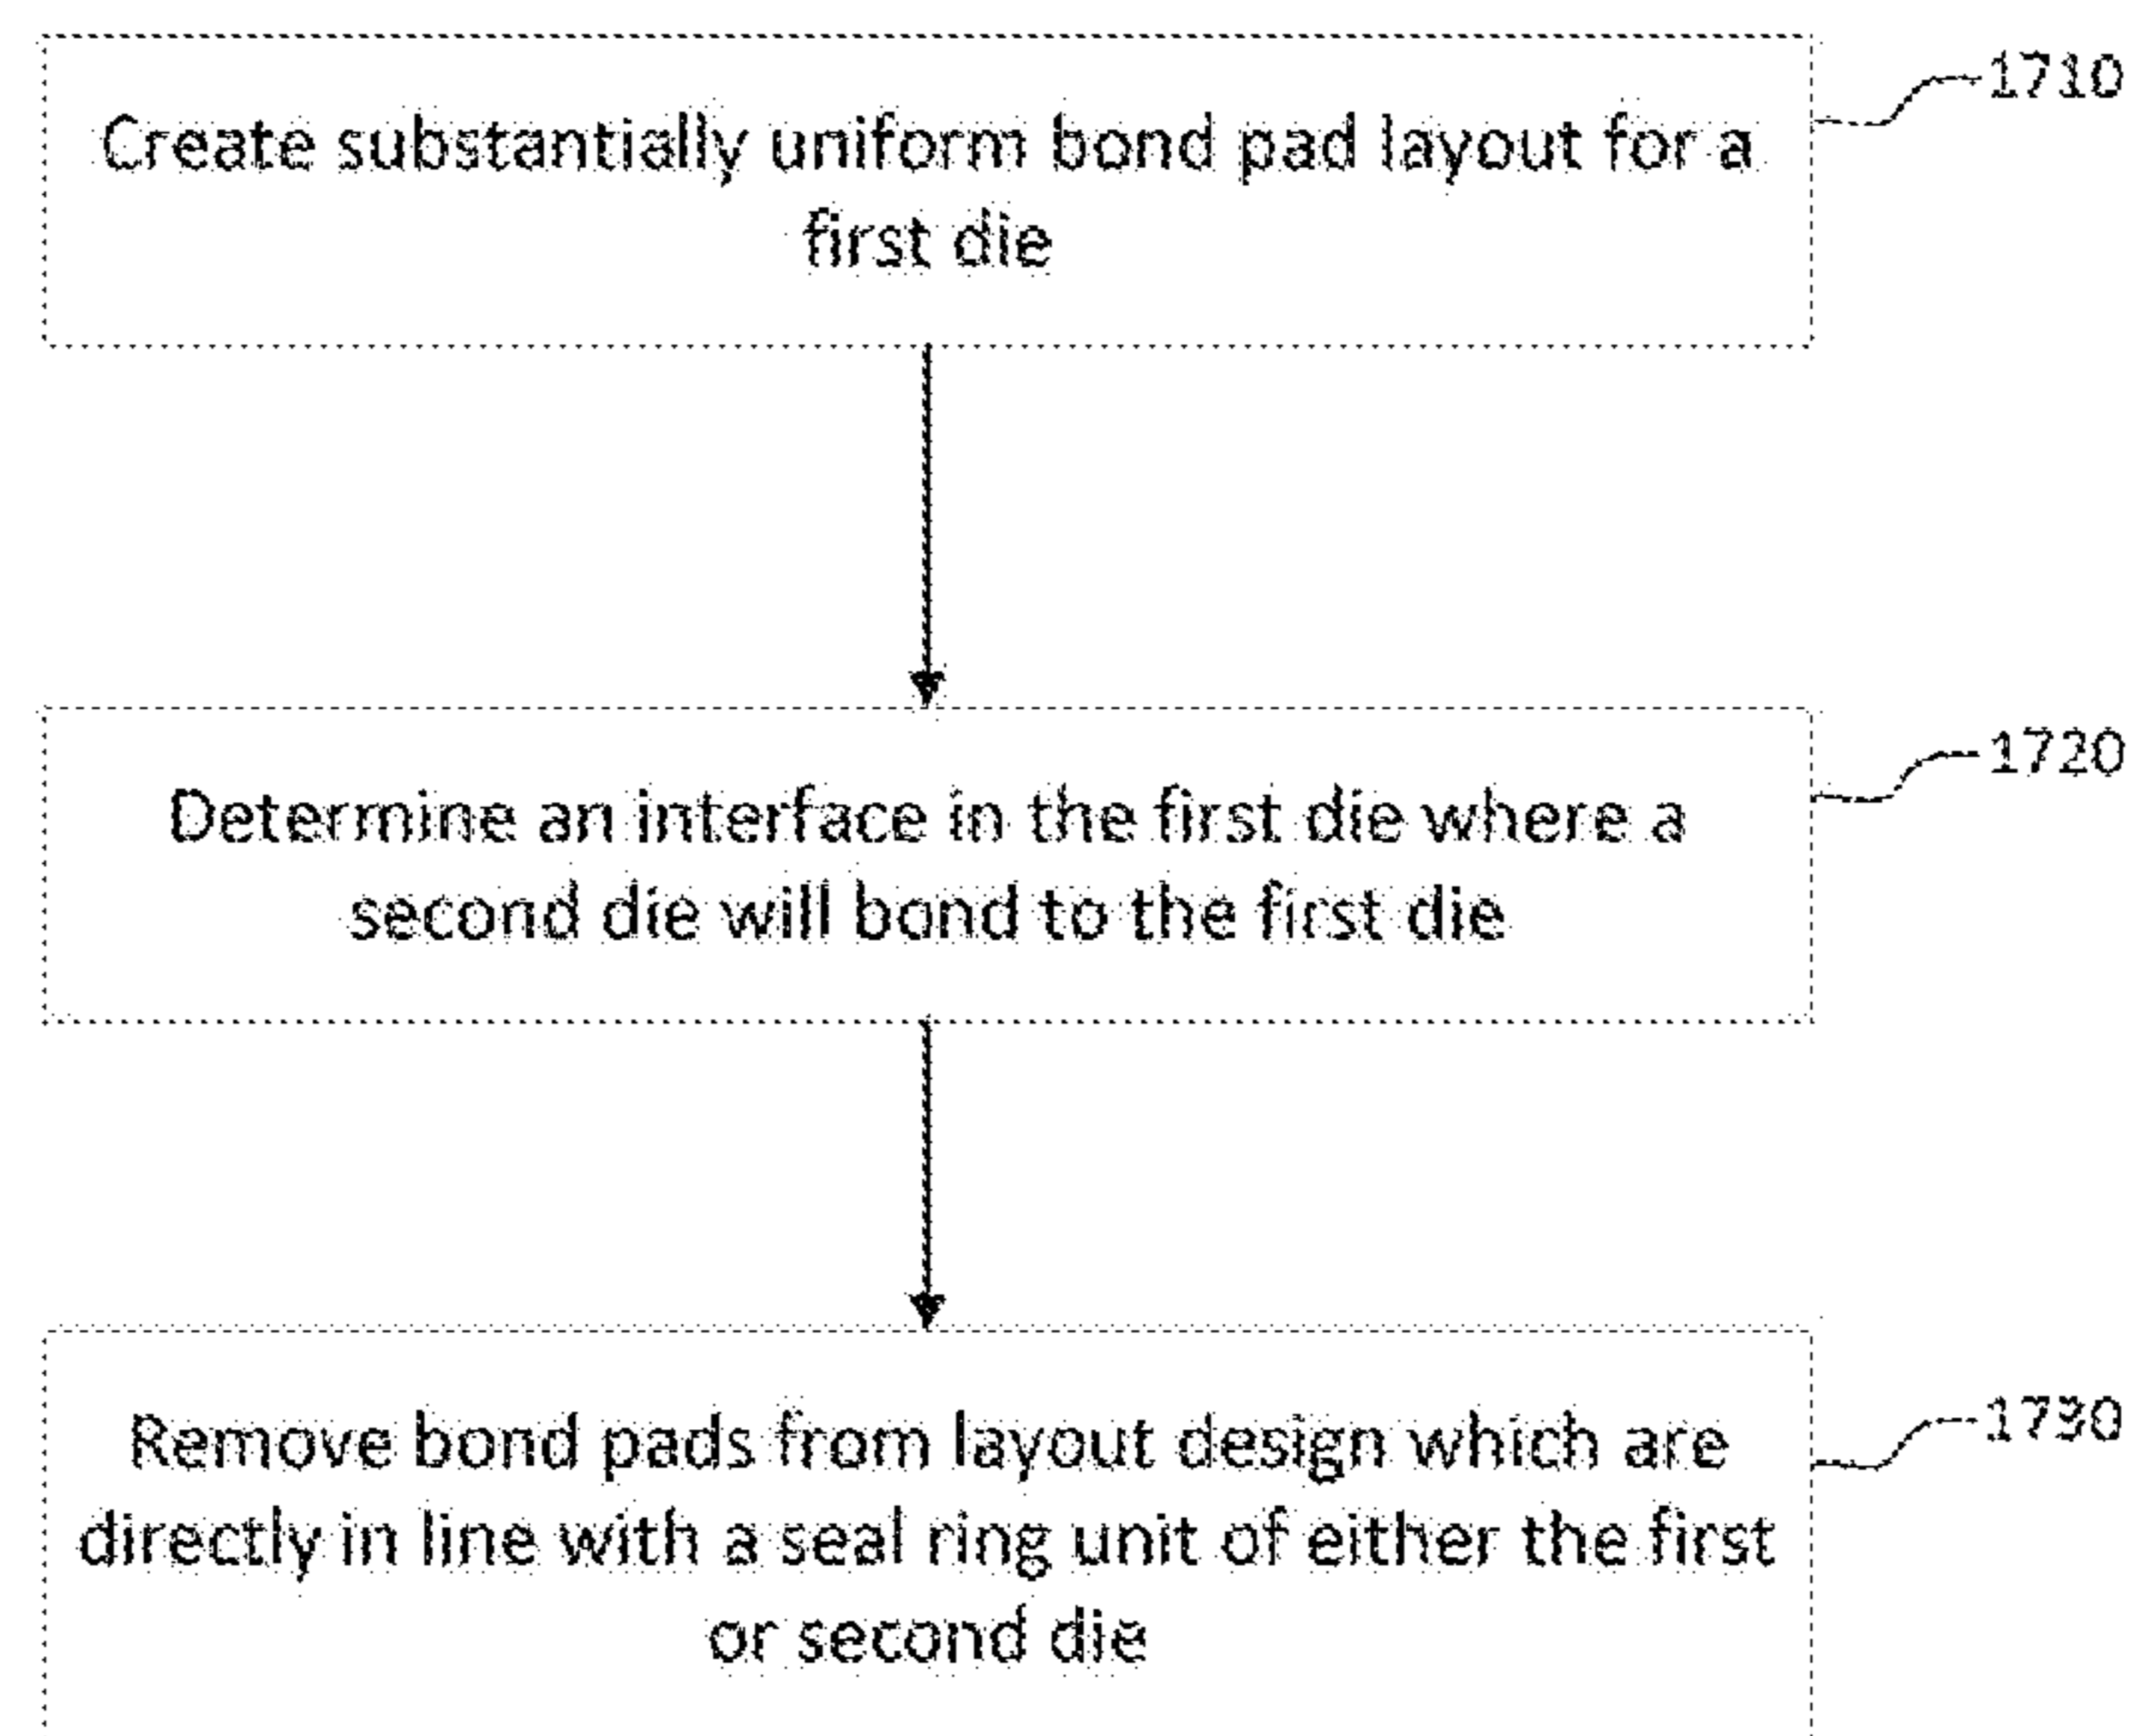 Create substantially uniform bond pad layout for a
first die
1710
Determine an interface in the first die where a
second die will bond to the first die
1720
Remove bond pads from layout design which are
directly in line with a seal ring unit of either the first
or second die
1730